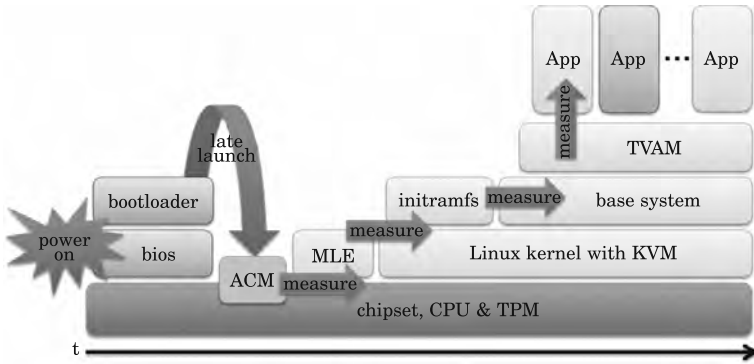 App
App
App
measure
TVAM
late
launch
bootloader
initramfs
measure
base system
power
on
bios
measure
MLE
Linux kernel with KVM
ACM
measure
chipset, CPU & TPM
t